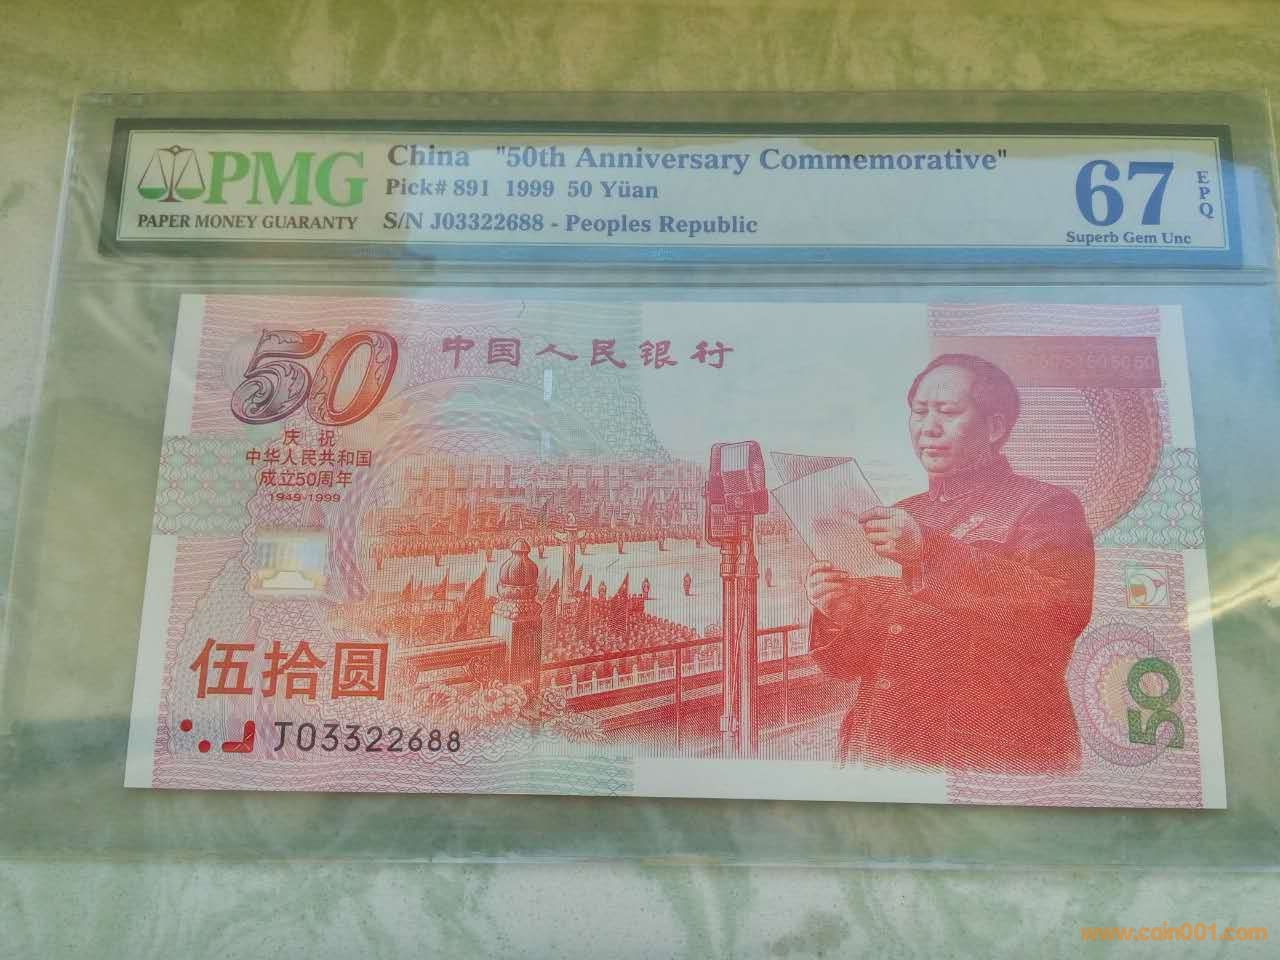 PMG
PAPER MONEY GUARANTY
China "50th Anniversary Commemorative"
Pick# 891 1999 50 Yüan
S/N J03322688 - Peoples Republic
67
EPQ
Superb Gem Unc
50
中国人民银行
庆祝
中华人民共和国
成立50周年
1949-1999
伍拾圆
J03322688
50
www.coin001.com